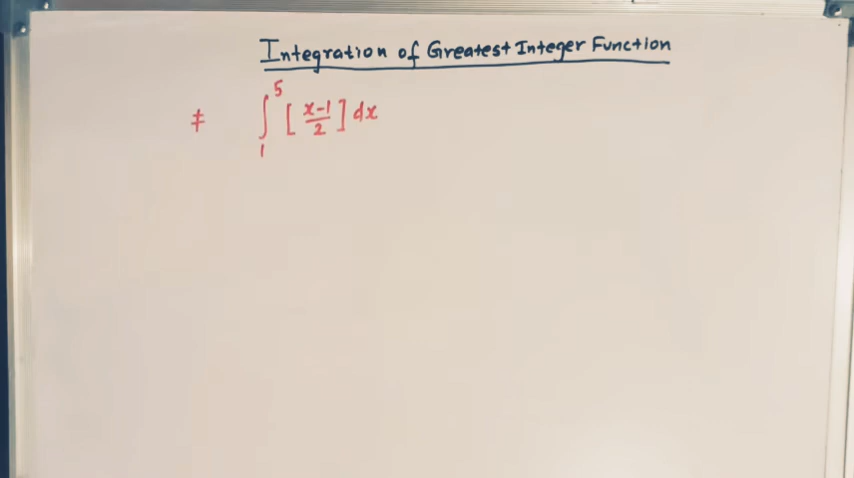 Integration of Greatest Integer Function
# ∫₁⁵ [ (x-1)/2 ] dx